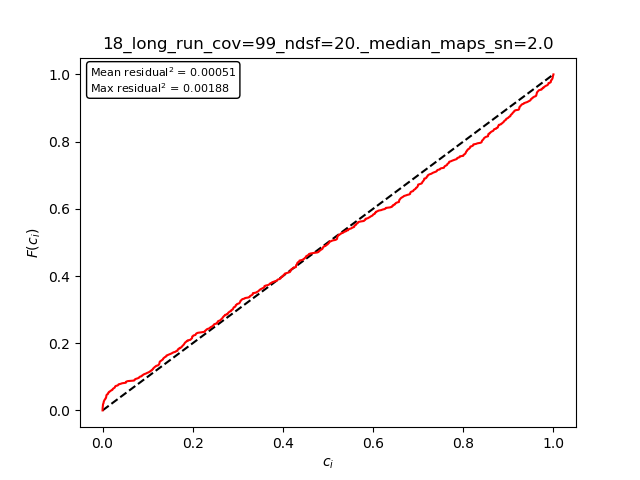 18_long_run_cov=99_ndsf=20._median_maps_sn=2.0
Mean residual² = 0.00051
Max residual² = 0.00188
1.0
0.8
0.6
0.4
0.2
0.0
F(cᵢ)
0.0 0.2 0.4 0.6 0.8 1.0
cᵢ